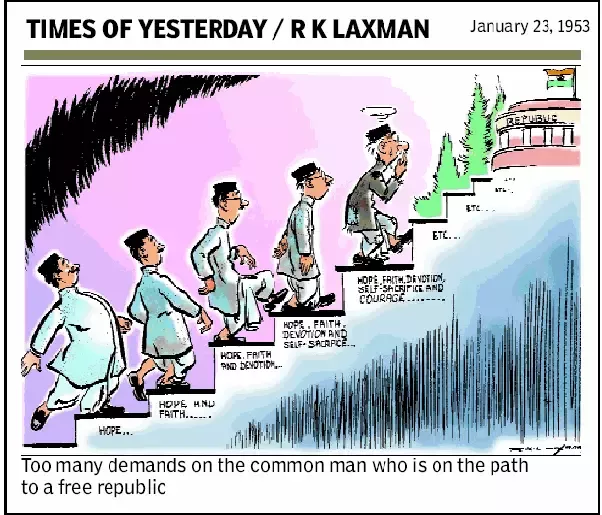 TIMES OF YESTERDAY / R K LAXMAN
January 23, 1953
REPUBLIC
ETC..
ETC...
ETC...
HOPE, FAITH, DEVOTION,
SELF-SACRIFICE AND
COURAGE........
HOPE, FAITH,
DEVOTION AND
SELF-SACRIFICE...
HOPE, FAITH
AND DEVOTION...
HOPE AND
FAITH......
HOPE...
Too many demands on the common man who is on the path
to a free republic